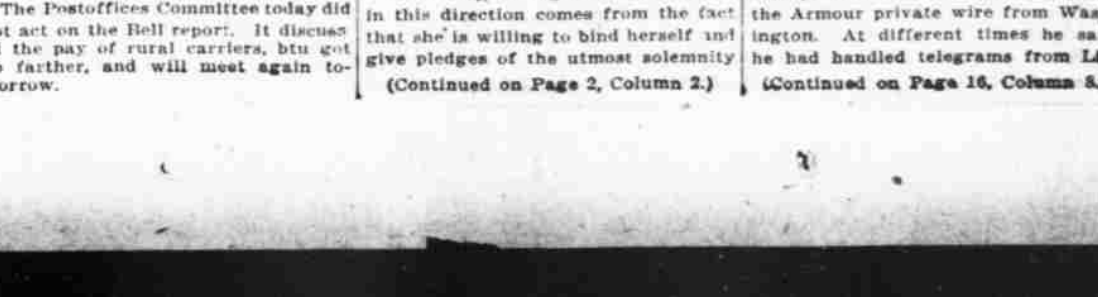 The Postoffices Committee today did
t act on the Bell report. It discuss
the pay of rural carriers, btu got
farther, and will meet again to-
orrow.
in this direction comes from the fact
that she is willing to bind herself and
give pledges of the utmost solemnity
(Continued on Page 2, Column 2.)
the Armour private wire from Was
ington. At different times he sa
he had handled telegrams from LA
(Continued on Page 16, Column 8.